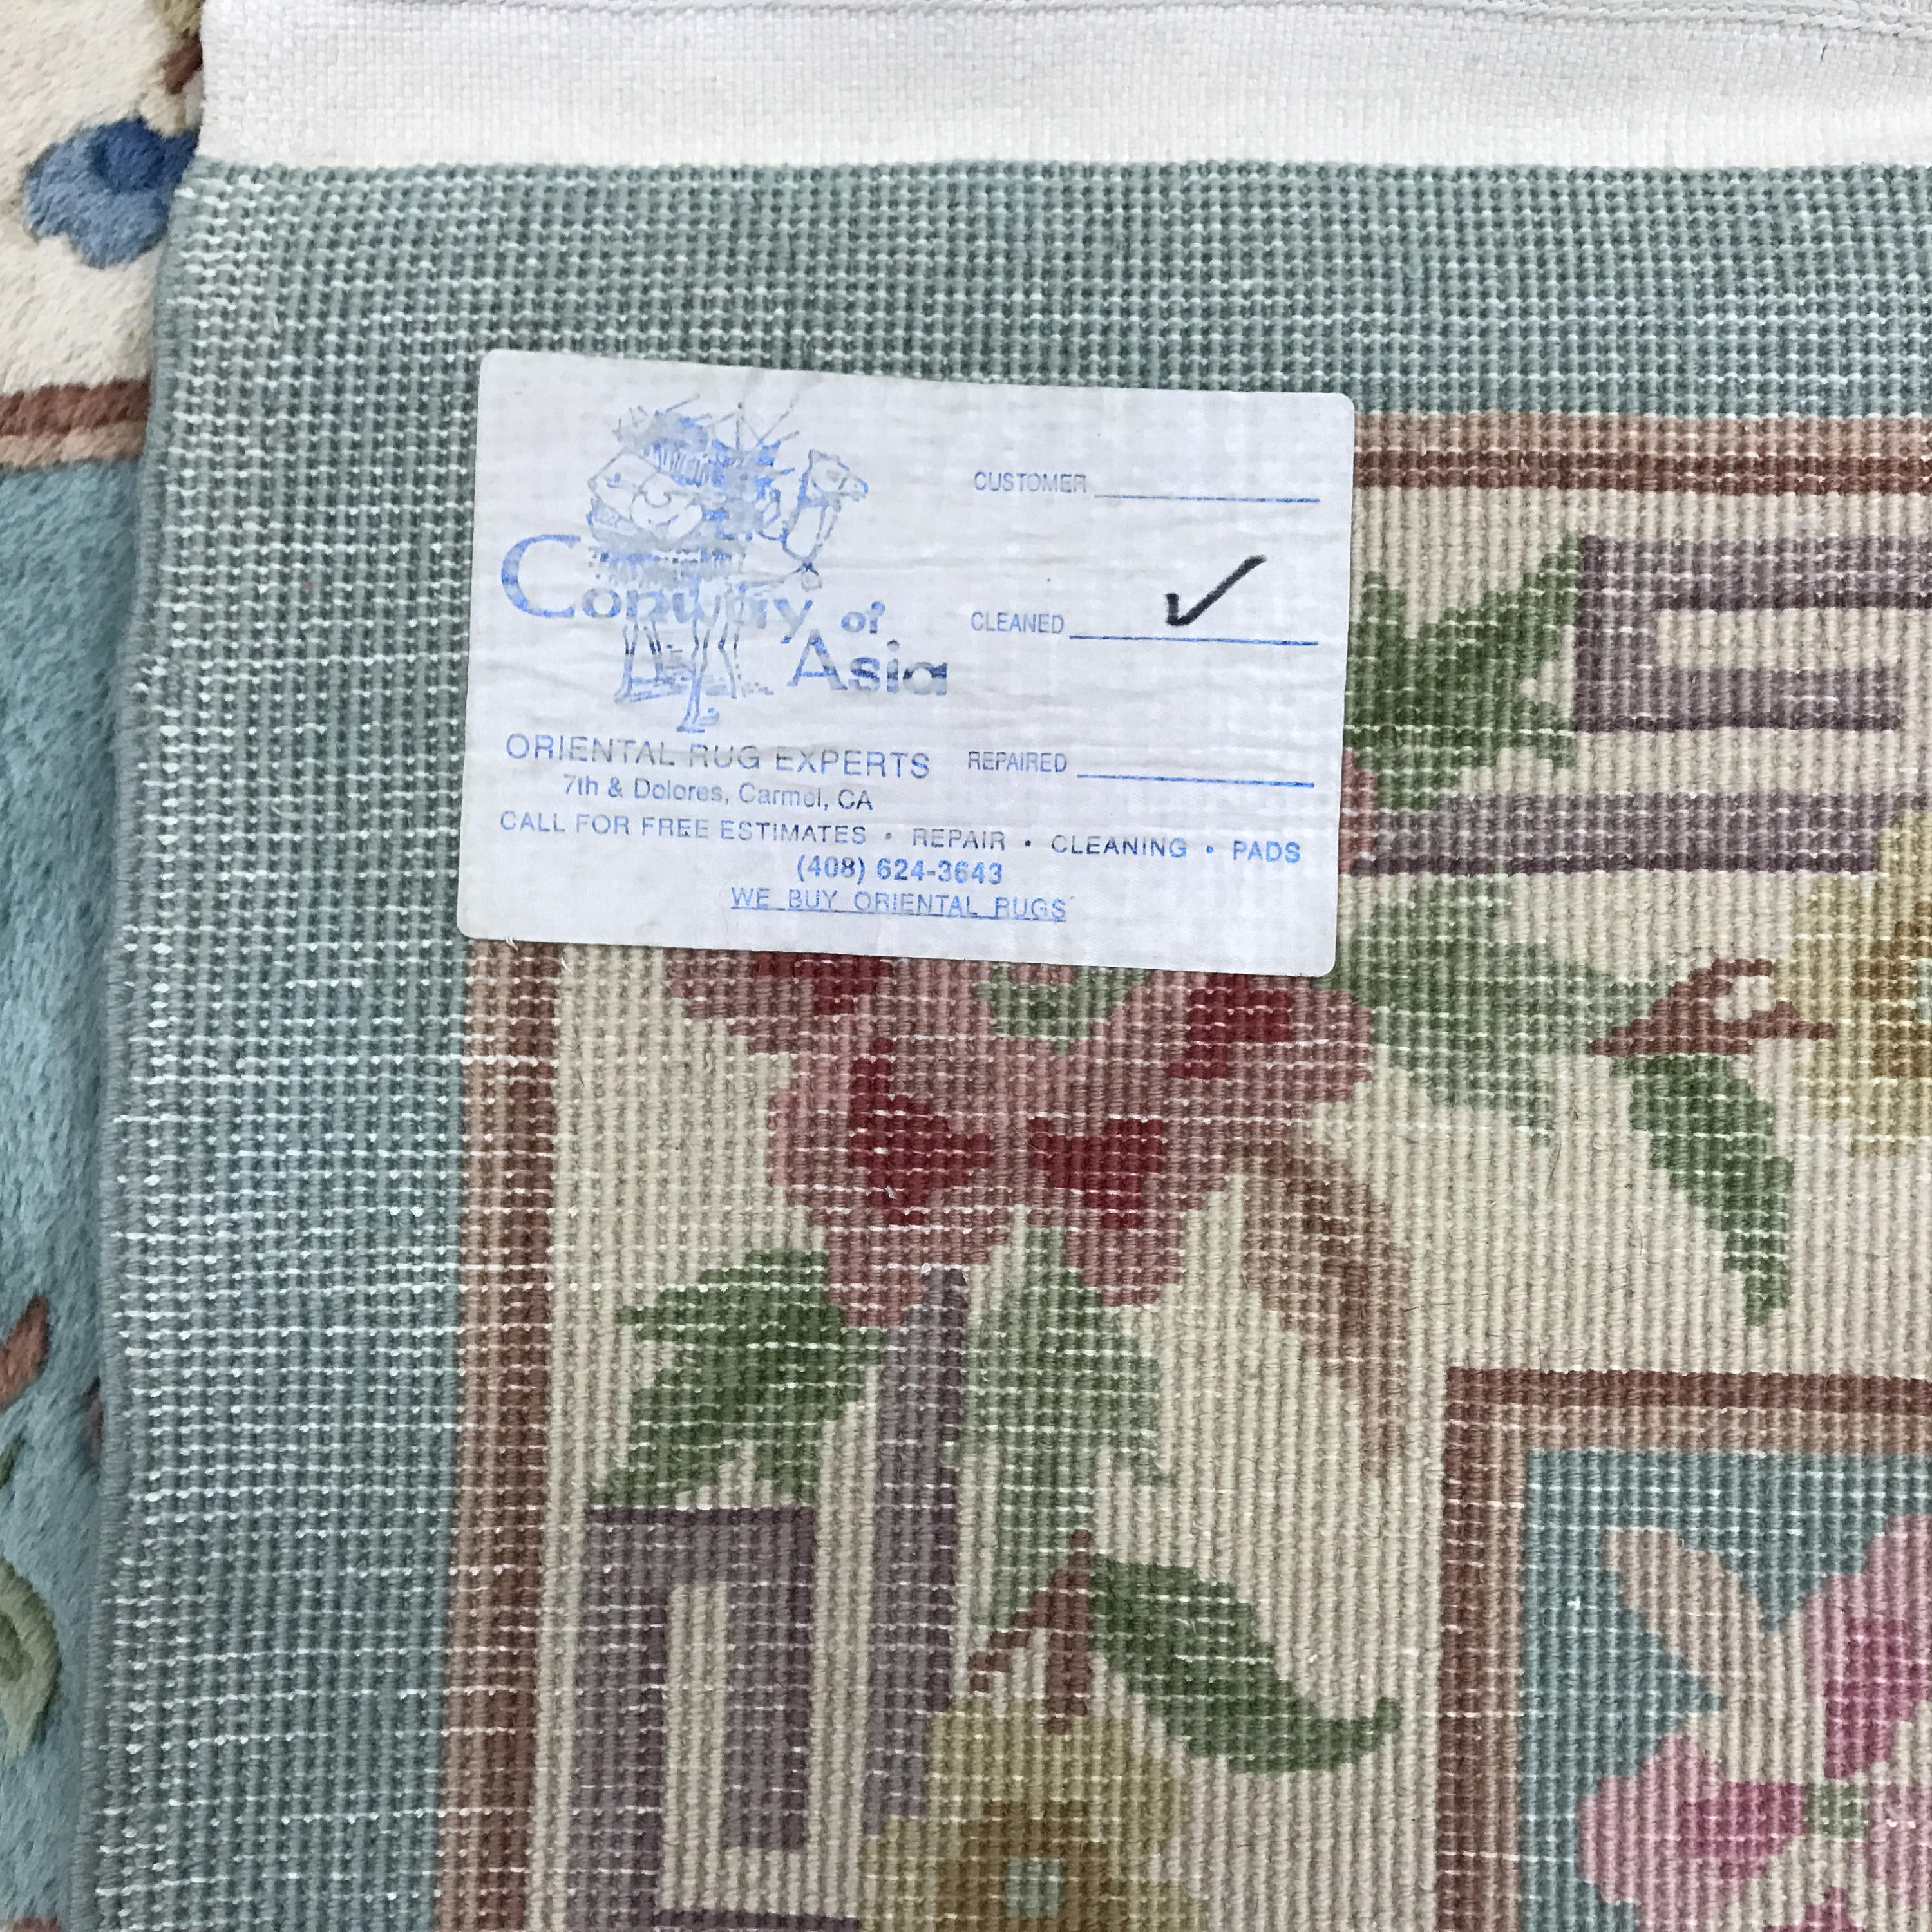 Conway of
Asia
ORIENTAL RUG EXPERTS
7th & Dolores, Carmel, CA
CALL FOR FREE ESTIMATES • REPAIR • CLEANING • PADS
(408) 624-3643
WE BUY ORIENTAL RUGS
CUSTOMER
CLEANED ✓
REPAIRED